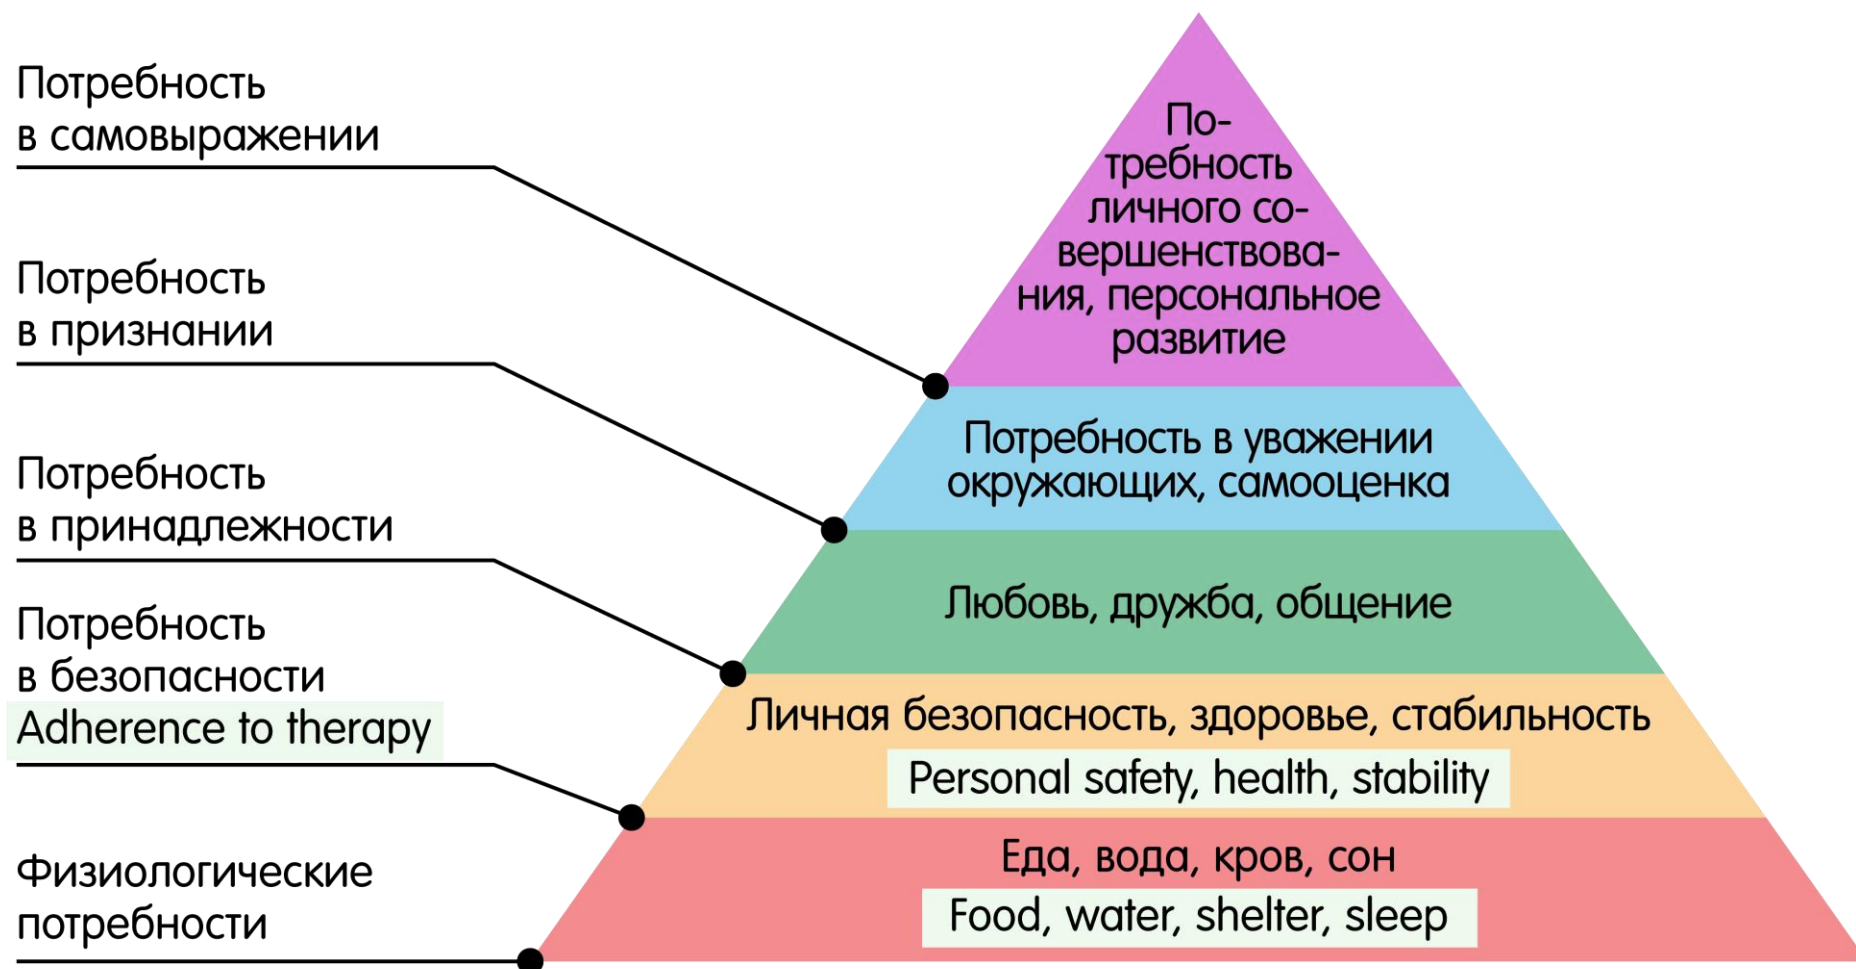 Потребность
в самовыражении
Потребность
в признании
Потребность
в принадлежности
Потребность
в безопасности
Adherence to therapy
Физиологические
потребности
По-
требность
личного со-
вершенствова-
ния, персональное
развитие
Потребность в уважении
окружающих, самооценка
Любовь, дружба, общение
Личная безопасность, здоровье, стабильность
Personal safety, health, stability
Еда, вода, кров, сон
Food, water, shelter, sleep